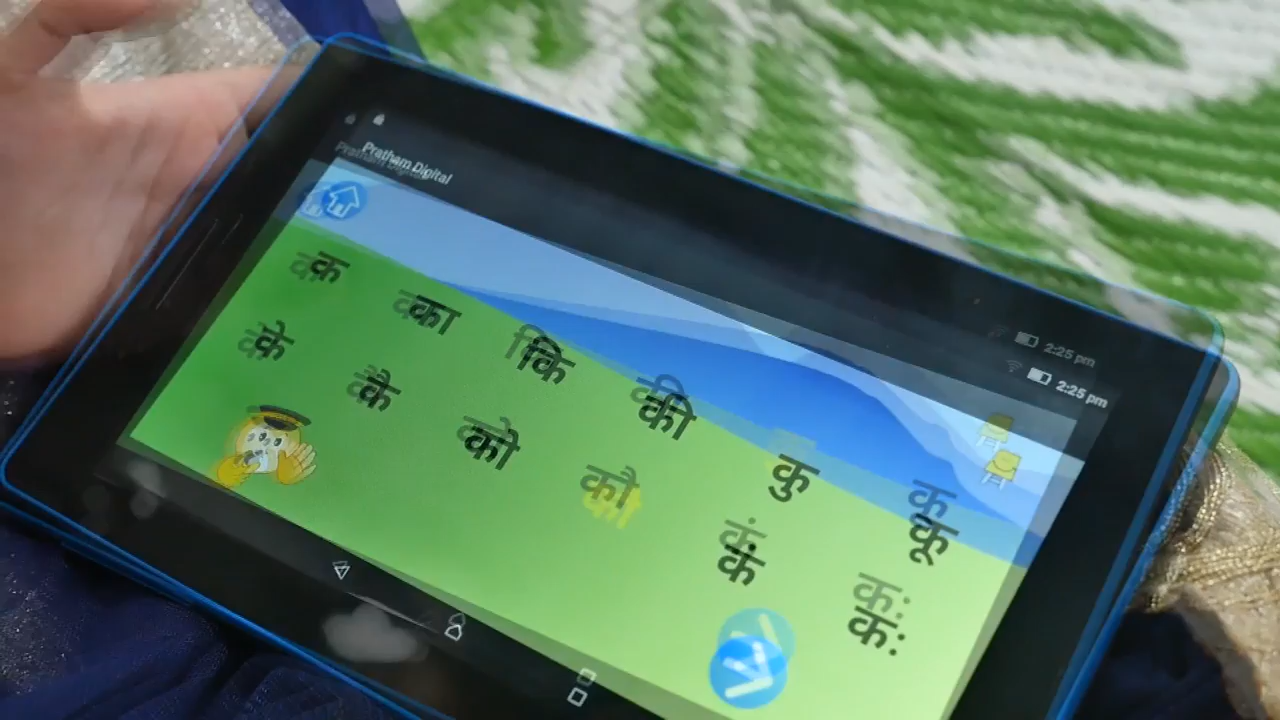 Pratham Digital
2:25 pm
क का कि की कु कू
के कै को कौ कं कः